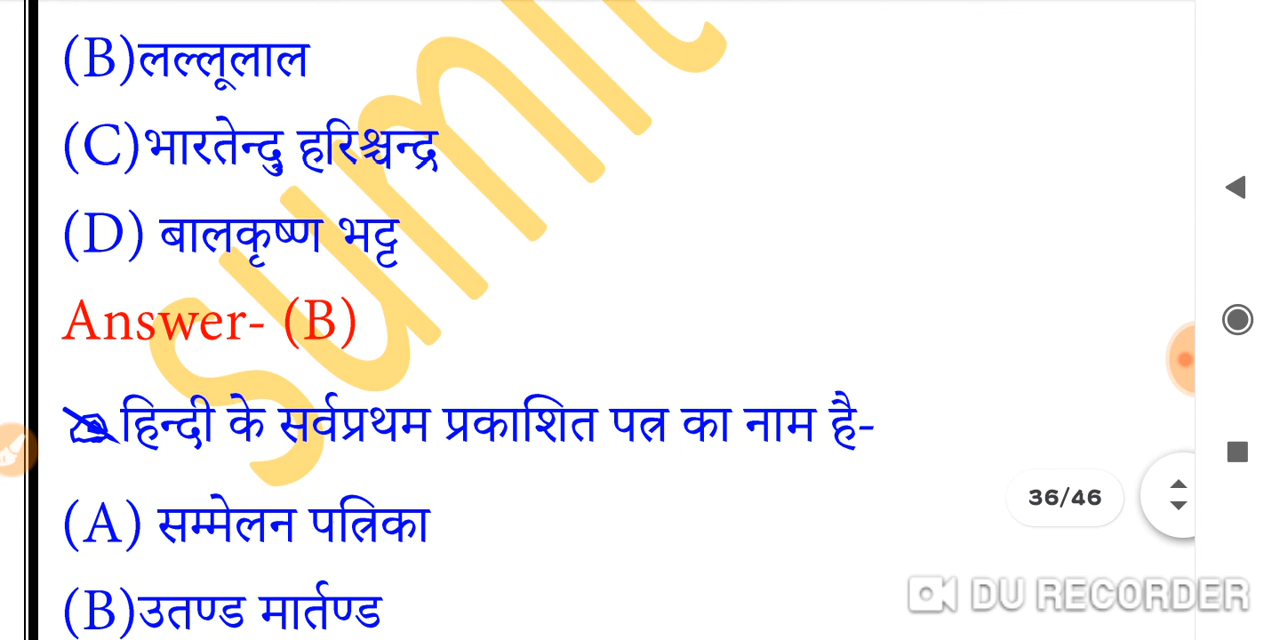 (B)लल्लूलाल
(C)भारतेन्दु हरिश्चन्द्र
(D) बालकृष्ण भट्ट
Answer- (B)
हिन्दी के सर्वप्रथम प्रकाशित पत्र का नाम है-
(A) सम्मेलन पत्रिका
36/46
(B)उतण्ड मार्तण्ड
DU RECORDER
sumit